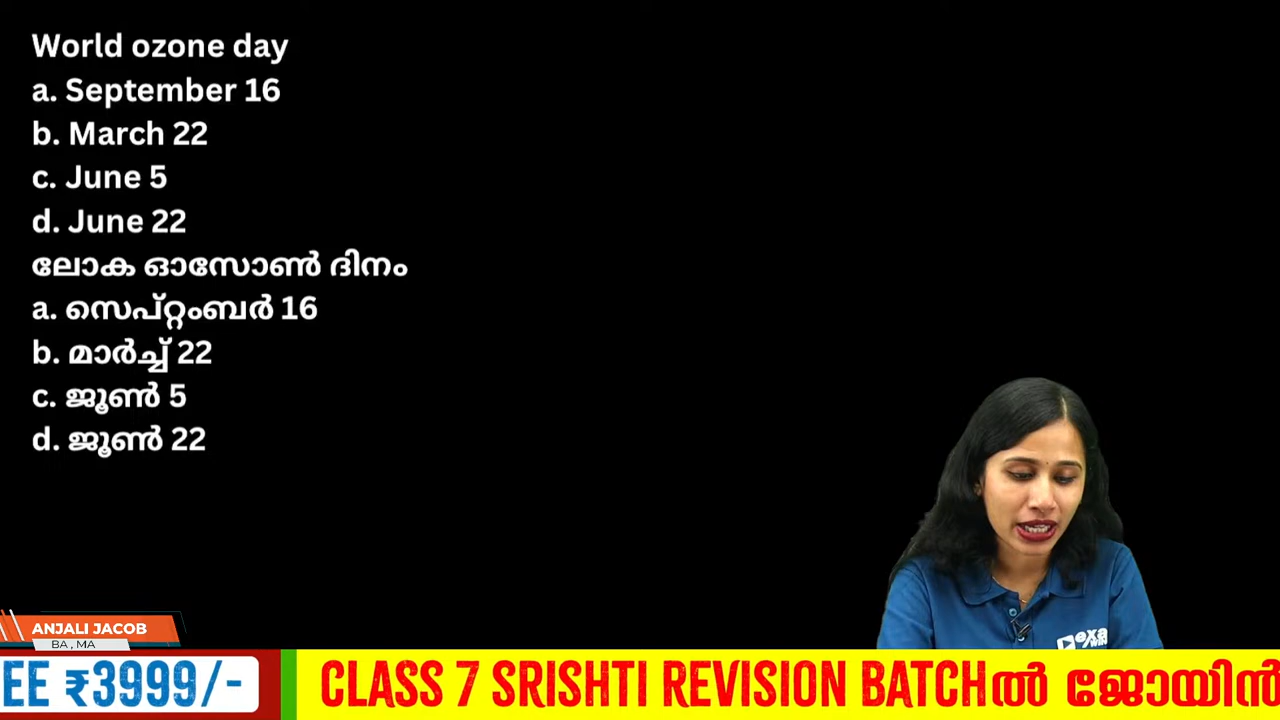 World ozone day
a. September 16
b. March 22
c. June 5
d. June 22
ലോക ഓസോൺ ദിനം
a. സെപ്റ്റംബർ 16
b. മാർച്ച് 22
c. ജൂൺ 5
d. ജൂൺ 22
exa
ANJALI JACOB
BA , MA
EE ₹3999/- CLASS 7 SRISHTI REVISION BATCHൽ ജോയിൻ